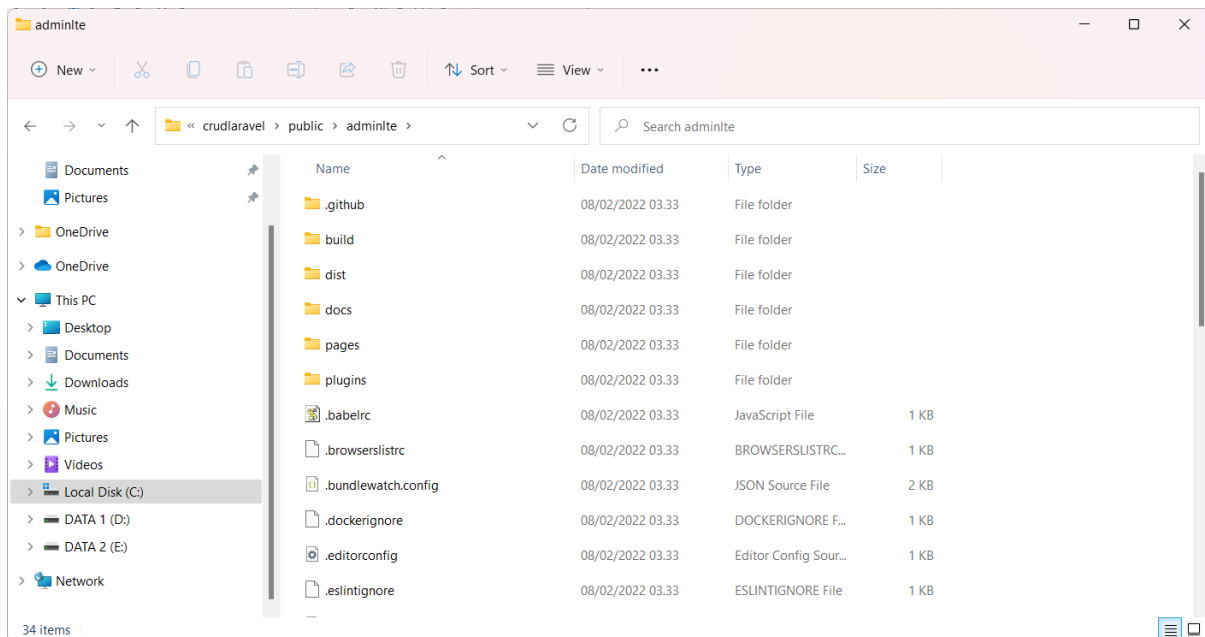 adminlte
New
Sort
View
« crudlaravel › public › adminlte ›
Search adminlte
Documents
Pictures
OneDrive
OneDrive
This PC
Desktop
Documents
Downloads
Music
Pictures
Videos
Local Disk (C:)
DATA 1 (D:)
DATA 2 (E:)
Network
Name Date modified Type Size
.github 08/02/2022 03.33 File folder
build 08/02/2022 03.33 File folder
dist 08/02/2022 03.33 File folder
docs 08/02/2022 03.33 File folder
pages 08/02/2022 03.33 File folder
plugins 08/02/2022 03.33 File folder
.babelrc 08/02/2022 03.33 JavaScript File 1 KB
.browserslistrc 08/02/2022 03.33 BROWSERSLISTRC... 1 KB
.bundlewatch.config 08/02/2022 03.33 JSON Source File 2 KB
.dockerignore 08/02/2022 03.33 DOCKERIGNORE F... 1 KB
.editorconfig 08/02/2022 03.33 Editor Config Sour... 1 KB
.eslintignore 08/02/2022 03.33 ESLINTIGNORE File 1 KB
34 items